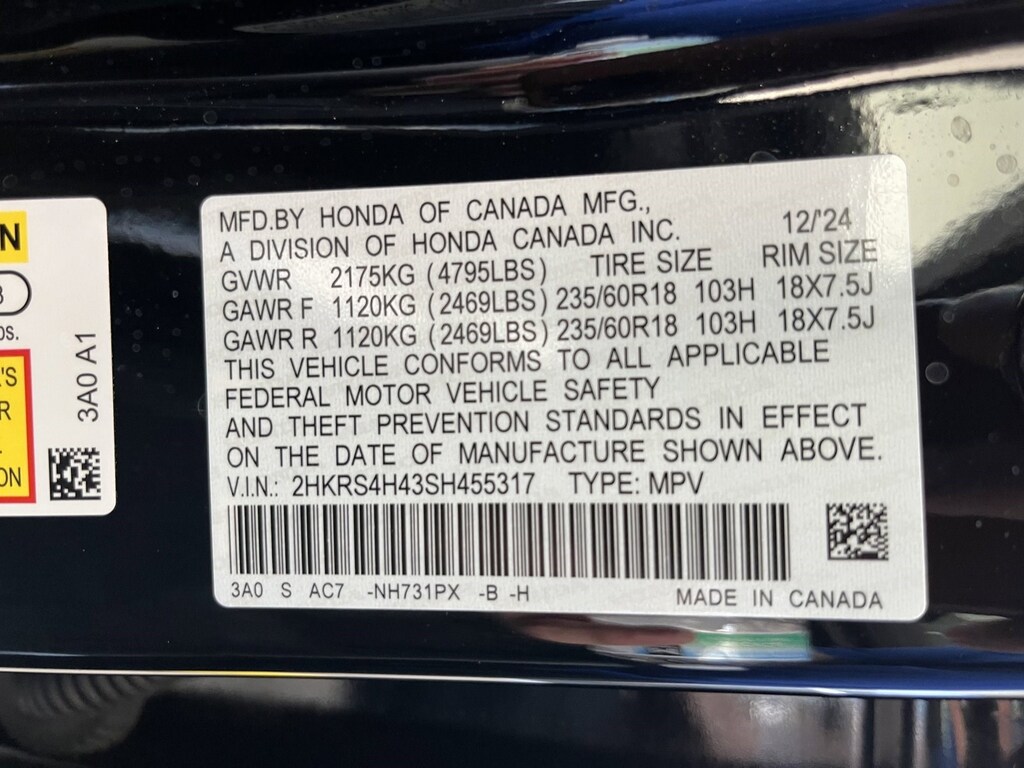 N
3
OS.
'S
R
ON
3A0 A1
MFD.BY HONDA OF CANADA MFG.,
A DIVISION OF HONDA CANADA INC. 12/'24
GVWR 2175KG (4795LBS) TIRE SIZE RIM SIZE
GAWR F 1120KG (2469LBS) 235/60R18 103H 18X7.5J
GAWR R 1120KG (2469LBS) 235/60R18 103H 18X7.5J
THIS VEHICLE CONFORMS TO ALL APPLICABLE
FEDERAL MOTOR VEHICLE SAFETY
AND THEFT PREVENTION STANDARDS IN EFFECT
ON THE DATE OF MANUFACTURE SHOWN ABOVE.
V.I.N.: 2HKRS4H43SH455317 TYPE: MPV
3A0 S AC7 -NH731PX -B -H MADE IN CANADA